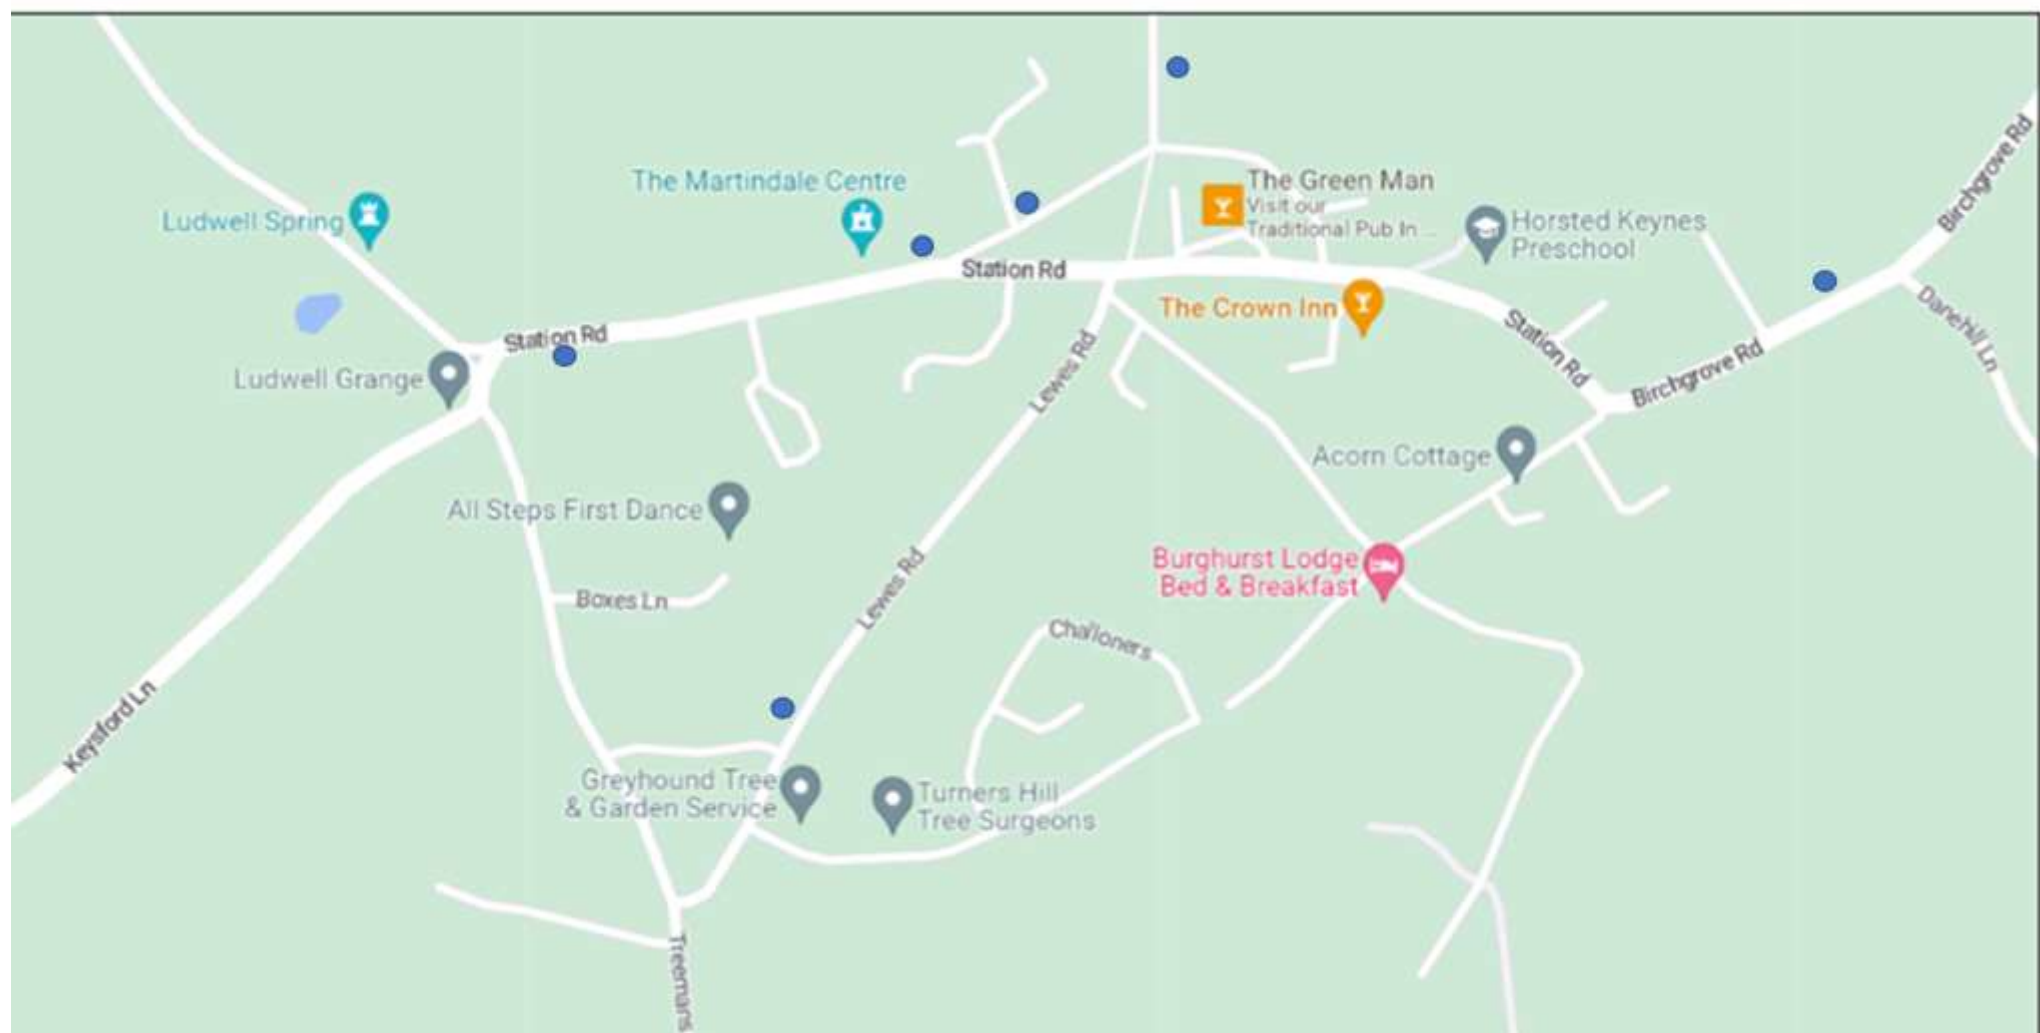 The Martindale Centre
Ludwell Spring
The Green Man
Visit our
Traditional Pub In ...
Horsted Keynes
Preschool
Birchgrove Rd
Station Rd
The Crown Inn
Danehill Ln
Station Rd
Station Rd
Lewes Rd
Birchgrove Rd
Ludwell Grange
Acorn Cottage
All Steps First Dance
Burghurst Lodge
Bed & Breakfast
Boxes Ln
Lewes Rd
Challoners
Keysford Ln
Greyhound Tree
& Garden Service
Turners Hill
Tree Surgeons
Treemans